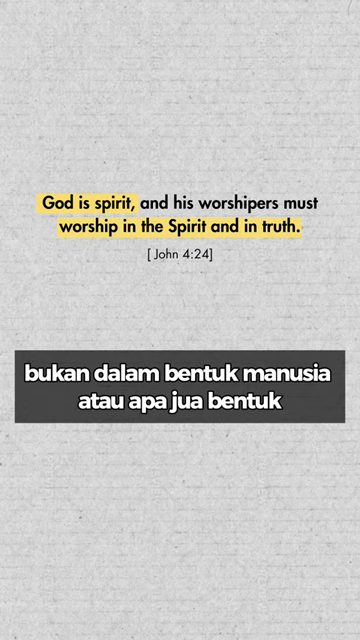 God is spirit, and his worshipers must
worship in the Spirit and in truth.
[ John 4:24]
bukan dalam bentuk manusia
atau apa jua bentuk